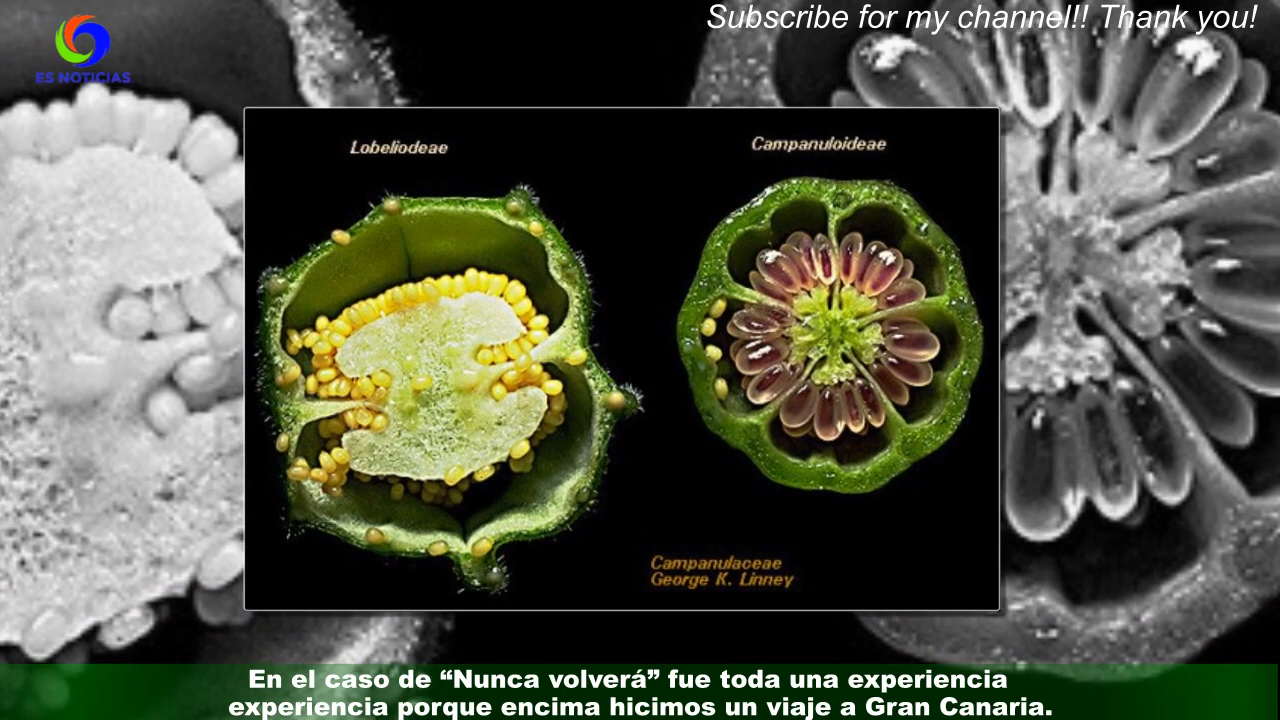 Subscribe for my channel!! Thank you!
ES NOTICIAS
Lobeliodeae
Campanuloideae
Campanulaceae
George K. Linney
En el caso de “Nunca volverá” fue toda una experiencia
experiencia porque encima hicimos un viaje a Gran Canaria.